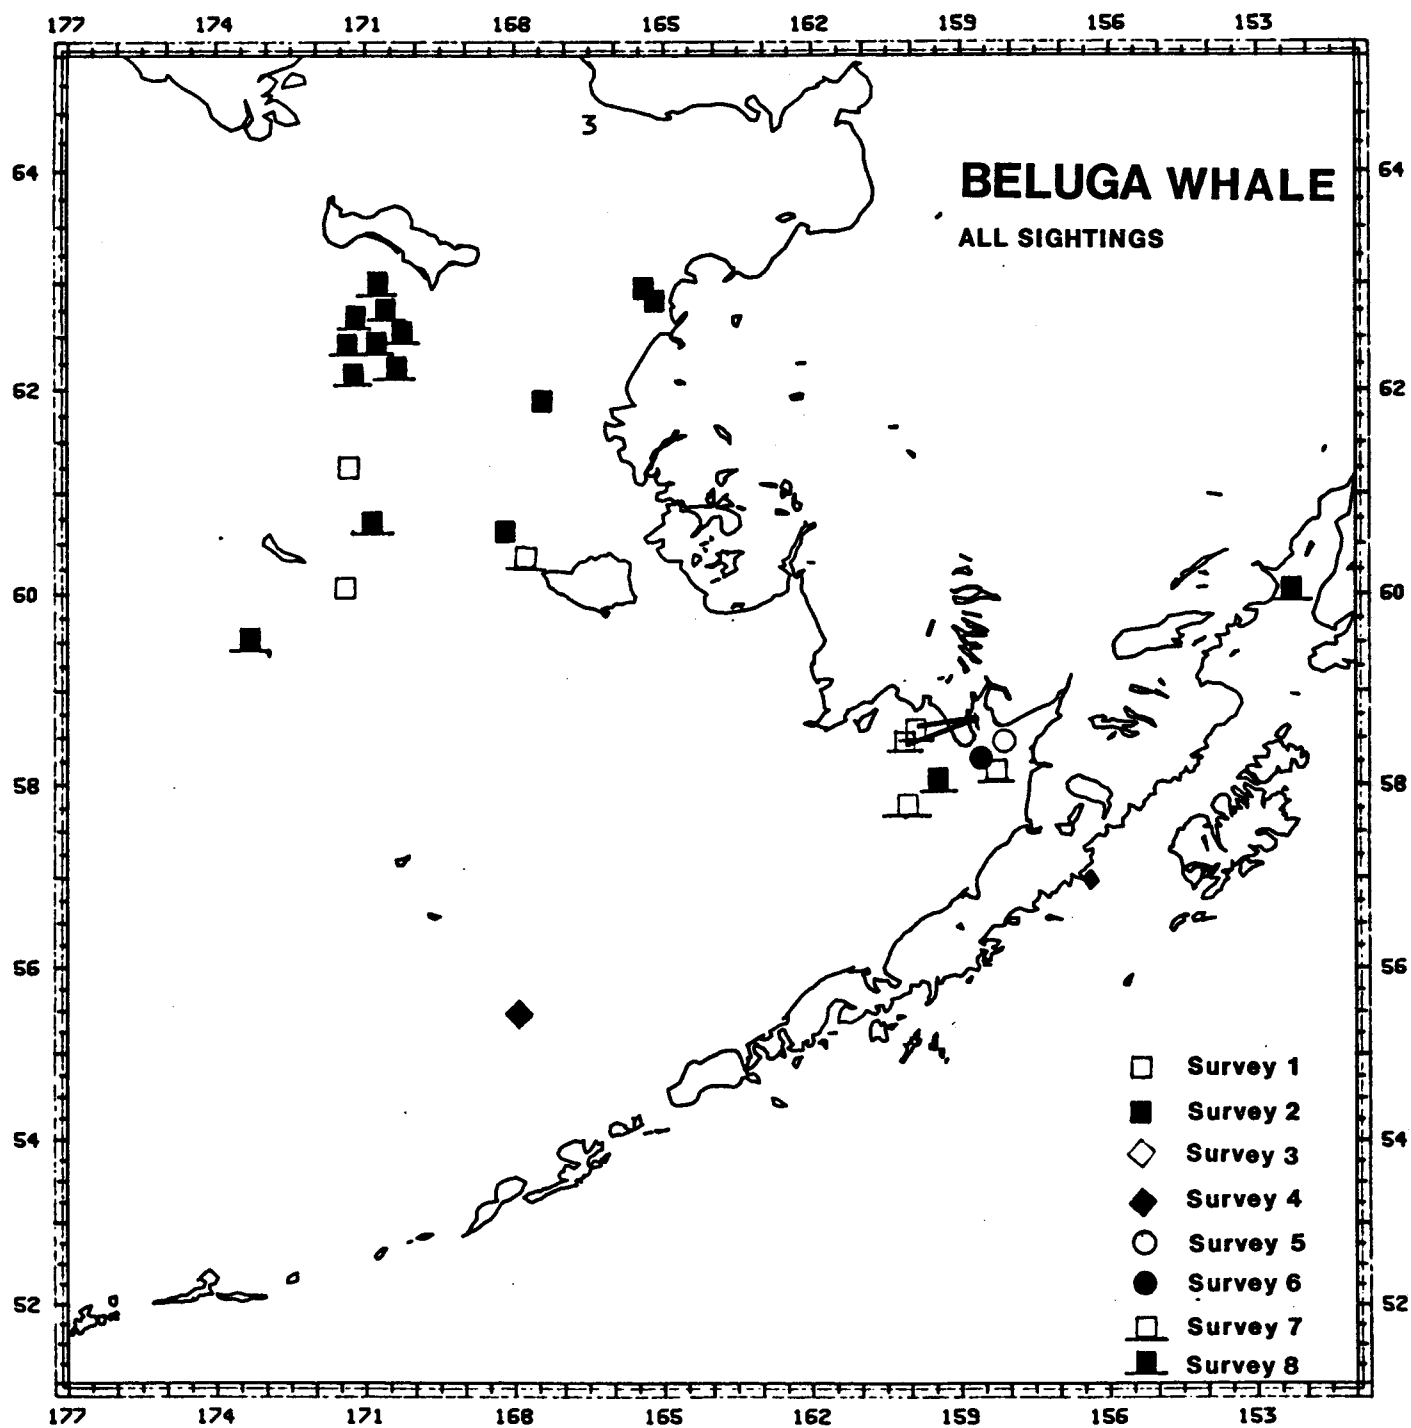 177 174 171 168 165 162 159 156 153
3
64 64
BELUGA WHALE
ALL SIGHTINGS
62 62
60 60
58 58
56 56
Survey 1
Survey 2
54 54
Survey 3
Survey 4
Survey 5
Survey 6
52 52
Survey 7
Survey 8
177 174 171 168 165 162 159 156 153